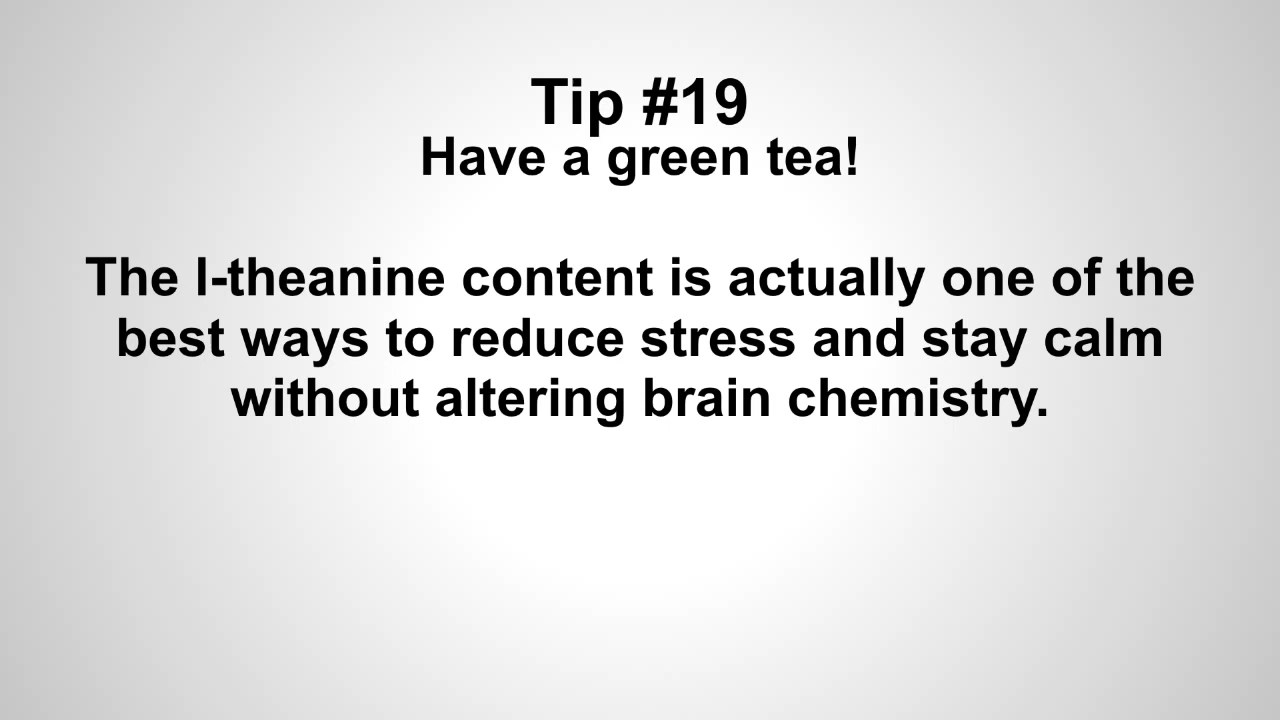 Tip #19
Have a green tea!
The l-theanine content is actually one of the
best ways to reduce stress and stay calm
without altering brain chemistry.